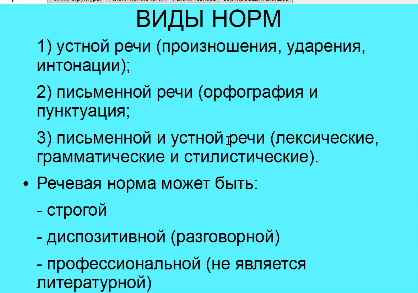 ВИДЫ НОРМ
1) устной речи (произношения, ударения,
интонации);
2) письменной речи (орфография и
пунктуация;
3) письменной и устной речи (лексические,
грамматические и стилистические).
• Речевая норма может быть:
- строгой
- диспозитивной (разговорной)
- профессиональной (не является
литературной)